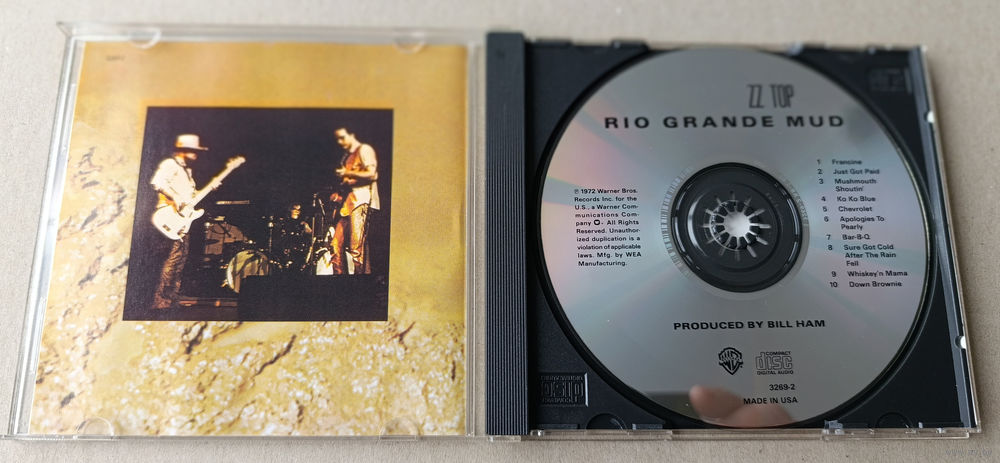 ZZ TOP
RIO GRANDE MUD
℗ 1972 Warner Bros.
Records Inc. for the
U.S., a Warner Com-
munications Com-
pany. All Rights
Reserved. Unauthor-
ized duplication is a
violation of applicable
laws. Mfg. by WEA
Manufacturing.
1 Francine
2 Just Got Paid
3 Mushmouth
Shoutin'
4 Ko Ko Blue
5 Chevrolet
6 Apologies To
Pearly
7 Bar-B-Q
8 Sure Got Cold
After The Rain
Fell
9 Whiskey'n Mama
10 Down Brownie
PRODUCED BY BILL HAM
COMPACT
disc
DIGITAL AUDIO
3269-2
MADE IN USA